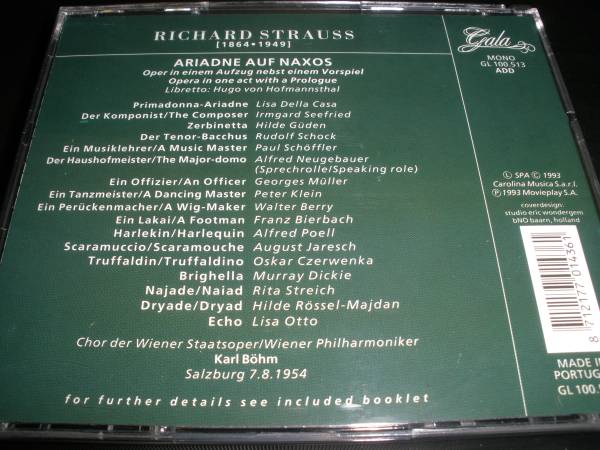 RICHARD STRAUSS
[1864•1949]
ARIADNE AUF NAXOS
Oper in einem Aufzug nebst einem Vorspiel
Opera in one act with a Prologue
Libretto: Hugo von Hofmannsthal
Primadonna-Ariadne Lisa Della Casa
Der Komponist/The Composer Irmgard Seefried
Zerbinetta Hilde Güden
Der Tenor-Bacchus Rudolf Schock
Ein Musiklehrer/A Music Master Paul Schöffler
Der Haushofmeister/The Major-domo Alfred Neugebauer
(Sprechrolle/Speaking role)
Ein Offizier/An Officer Georges Müller
Ein Tanzmeister/A Dancing Master Peter Klein
Ein Perückenmacher/A Wig-Maker Walter Berry
Ein Lakai/A Footman Franz Bierbach
Harlekin/Harlequin Alfred Poell
Scaramuccio/Scaramouche August Jaresch
Truffaldin/Truffaldino Oskar Czerwenka
Brighella Murray Dickie
Najade/Naiad Rita Streich
Dryade/Dryad Hilde Rössel-Majdan
Echo Lisa Otto
Chor der Wiener Staatsoper/Wiener Philharmoniker
Karl Böhm
Salzburg 7.8.1954
for further details see included booklet
Gala
MONO
GL 100.513
ADD
Ⓛ SPA Ⓒ 1993
Carolina Musica S.a.r.l.
Ⓟ 1993 Movieplay S.A.
coverdesign:
studio eric wondergem
bNO baarn, holland
8 712177 014361
MADE IN
PORTUG
GL 100.5